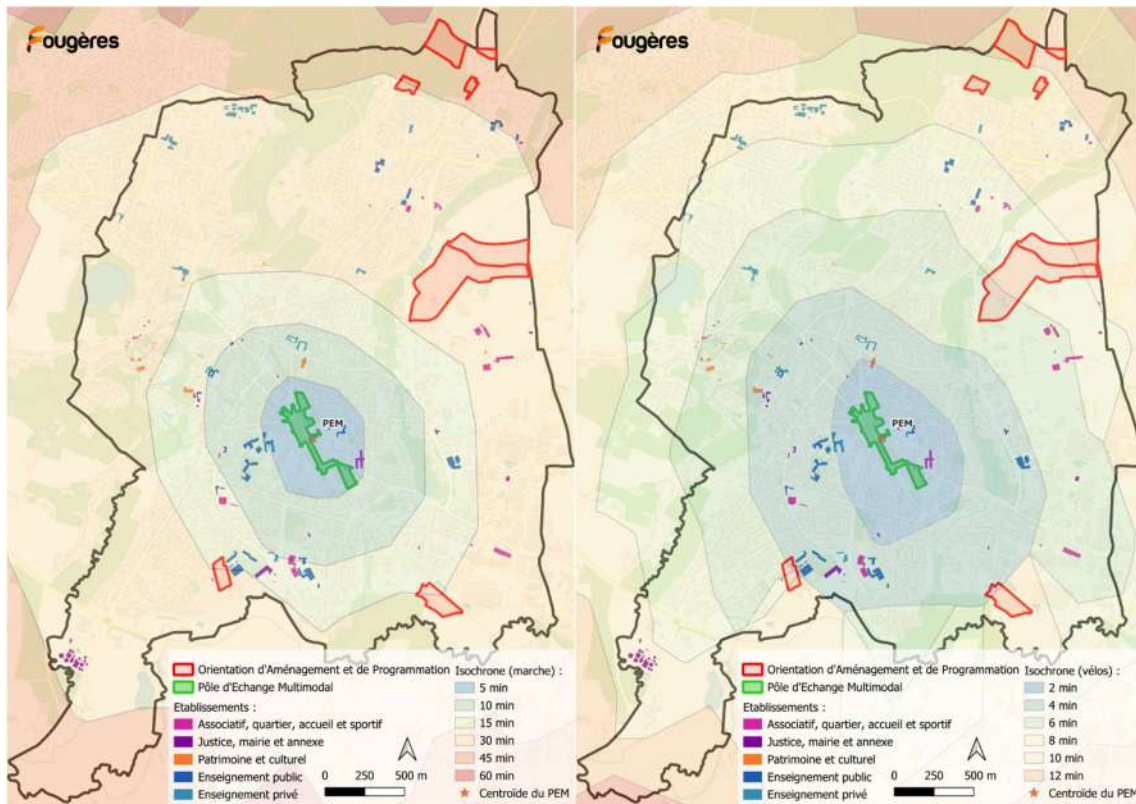 Fougères
PEM
Orientation d'Aménagement et de Programmation
Pôle d'Echange Multimodal
Etablissements :
Associatif, quartier, accueil et sportif
Justice, mairie et annexe
Patrimoine et culturel
Enseignement public
Enseignement privé
Isochrone (marche) :
5 min
10 min
15 min
30 min
45 min
60 min
0 250 500 m
Centroïde du PEM
Fougères
PEM
Orientation d'Aménagement et de Programmation
Pôle d'Echange Multimodal
Etablissements :
Associatif, quartier, accueil et sportif
Justice, mairie et annexe
Patrimoine et culturel
Enseignement public
Enseignement privé
Isochrone (vélos) :
2 min
4 min
6 min
8 min
10 min
12 min
0 250 500 m
Centroïde du PEM